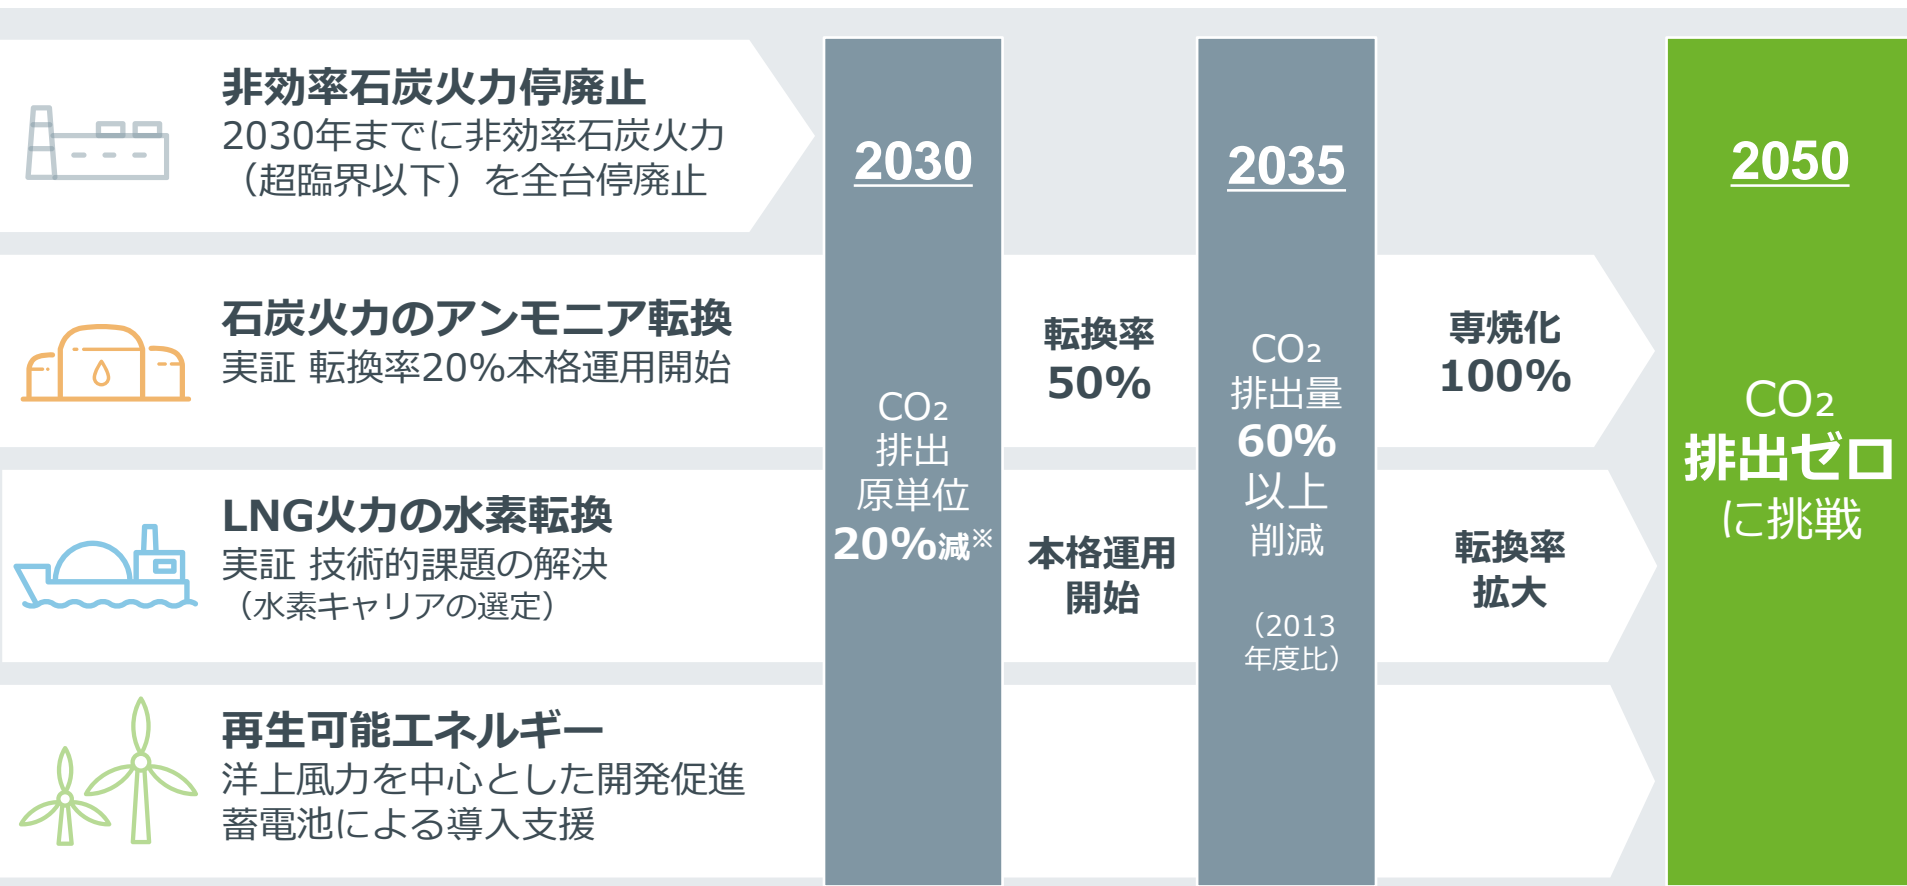 非効率石炭火力停廃止
2030年までに非効率石炭火力
（超臨界以下）を全台停廃止
石炭火力のアンモニア転換
実証 転換率20%本格運用開始
LNG火力の水素転換
実証 技術的課題の解決
（水素キャリアの選定）
再生可能エネルギー
洋上風力を中心とした開発促進
蓄電池による導入支援
2030
CO₂
排出
原単位
20%減※
転換率
50%
本格運用
開始
2035
CO₂
排出量
60%
以上
削減
（2013
年度比）
専焼化
100%
転換率
拡大
2050
CO₂
排出ゼロ
に挑戦